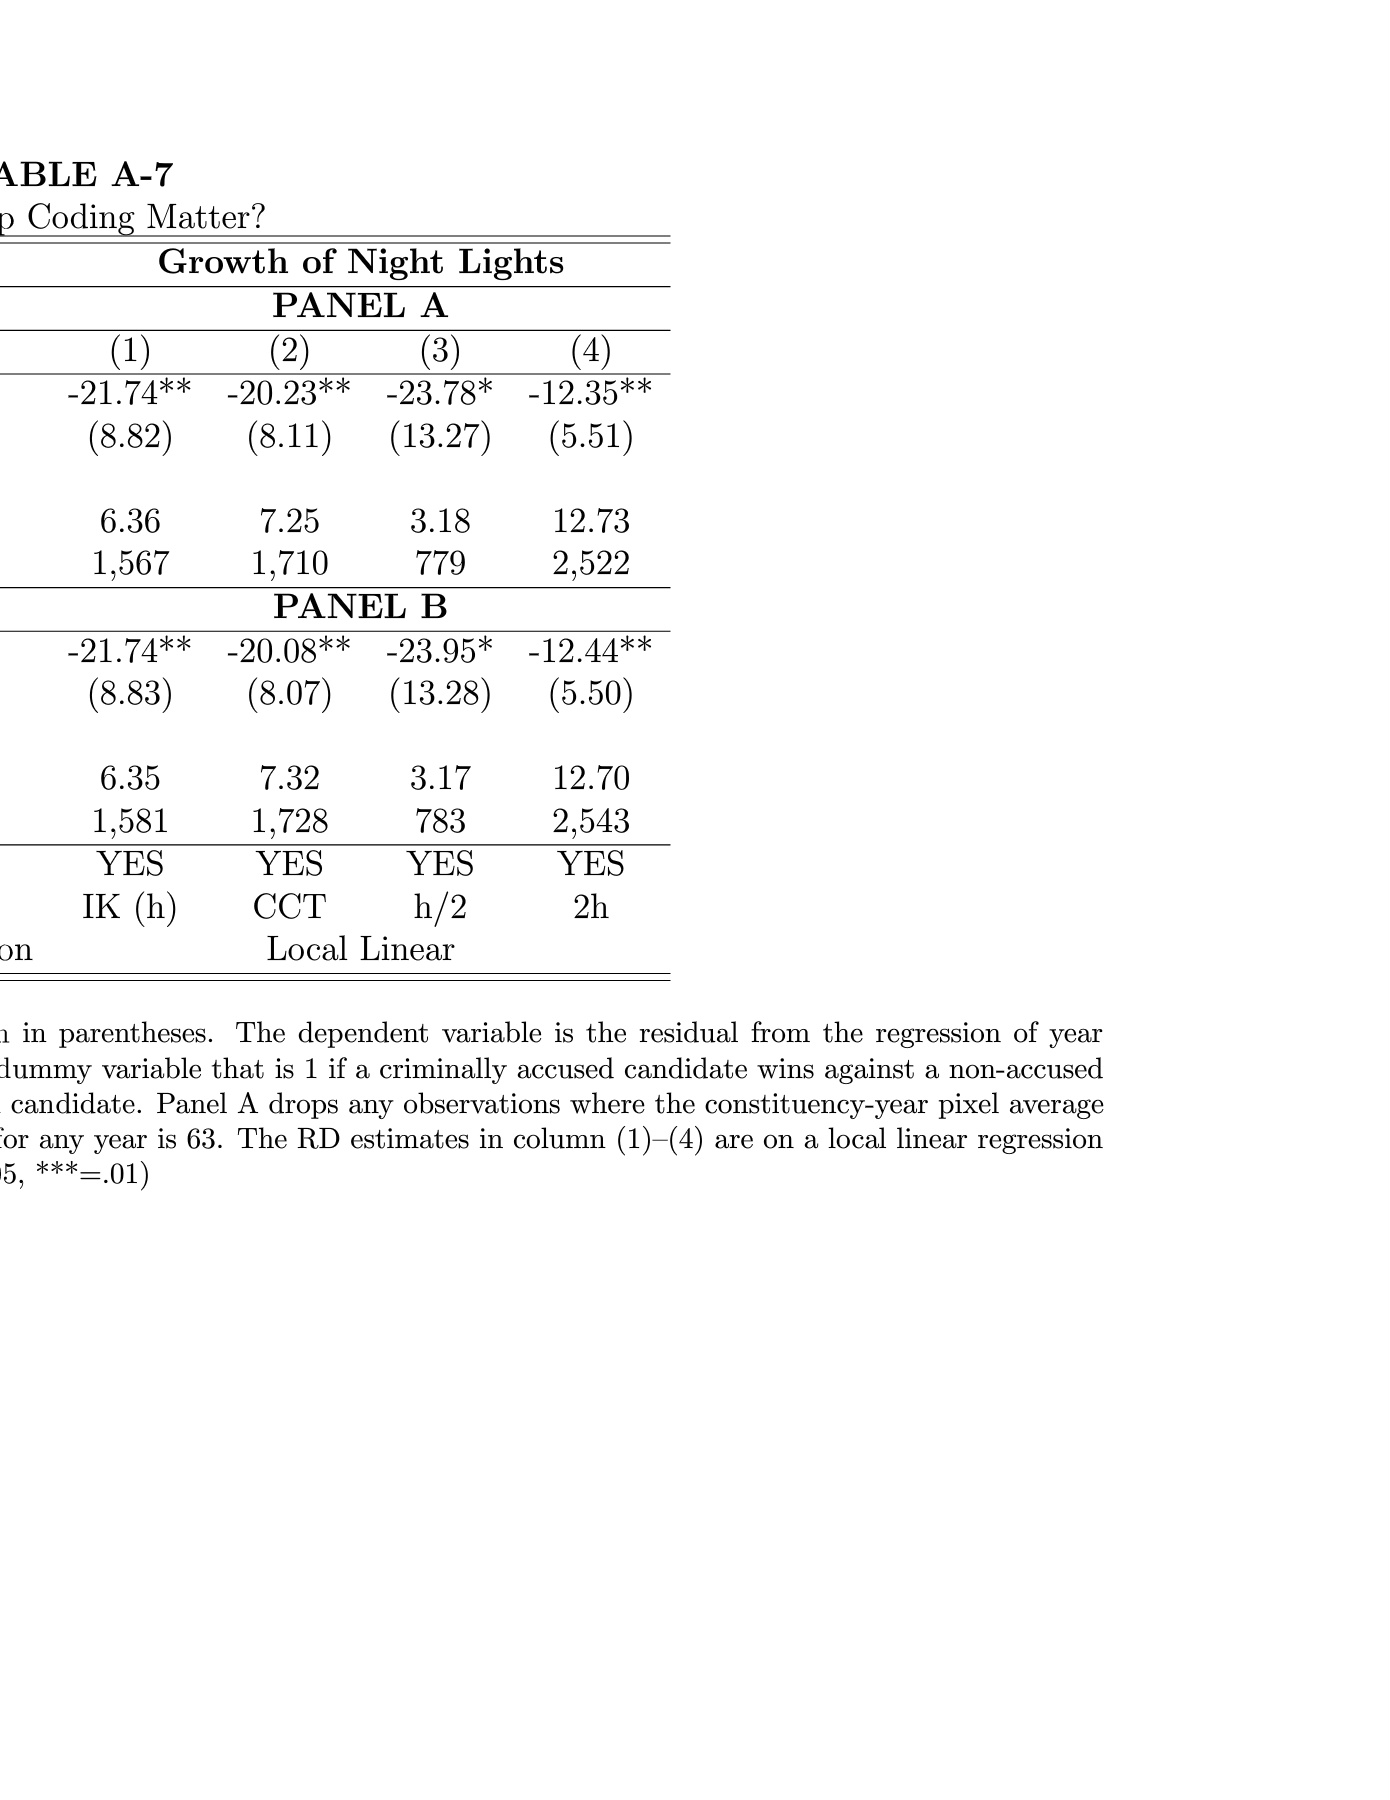 ABLE A-7
p Coding Matter?
Growth of Night Lights
PANEL A
(1) (2) (3) (4)
-21.74** -20.23** -23.78* -12.35**
(8.82) (8.11) (13.27) (5.51)
6.36 7.25 3.18 12.73
1,567 1,710 779 2,522
PANEL B
-21.74** -20.08** -23.95* -12.44**
(8.83) (8.07) (13.28) (5.50)
6.35 7.32 3.17 12.70
1,581 1,728 783 2,543
YES YES YES YES
IK (h) CCT h/2 2h
on Local Linear
in parentheses. The dependent variable is the residual from the regression of year
dummy variable that is 1 if a criminally accused candidate wins against a non-accused
candidate. Panel A drops any observations where the constituency-year pixel average
for any year is 63. The RD estimates in column (1)–(4) are on a local linear regression
5, ***=.01)